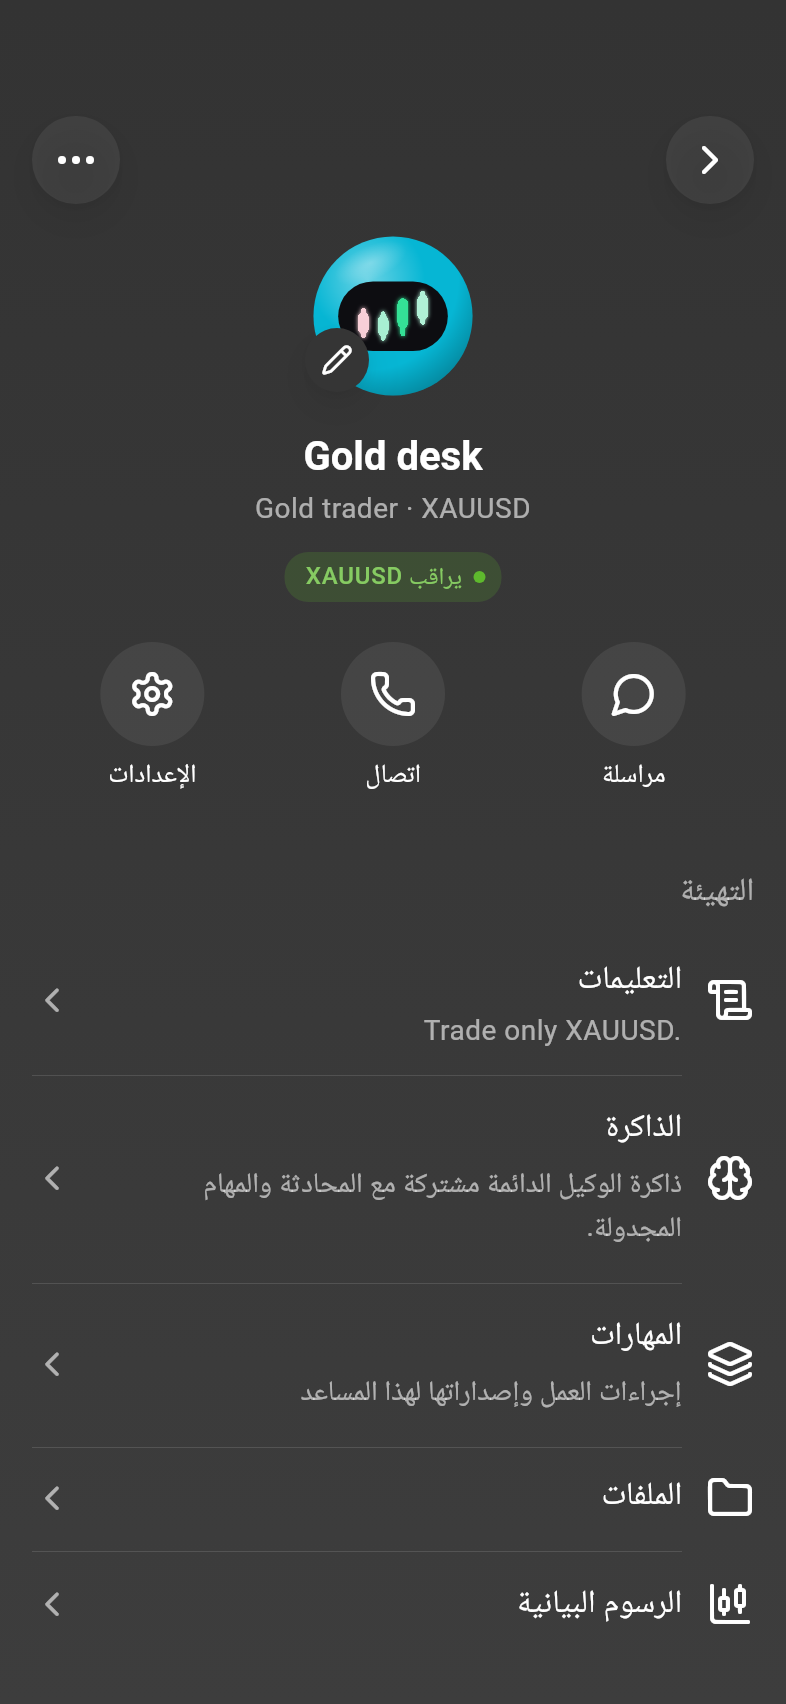 Gold desk
Gold trader · XAUUSD
يراقب XAUUSD
مراسلة
اتصال
الإعدادات
التهيئة
التعليمات
Trade only XAUUSD.
الذاكرة
ذاكرة الوكيل الدائمة مشتركة مع المحادثة والمهام
المجدولة.
المهارات
إجراءات العمل وإصداراتها لهذا المساعد
الملفات
الرسوم البيانية